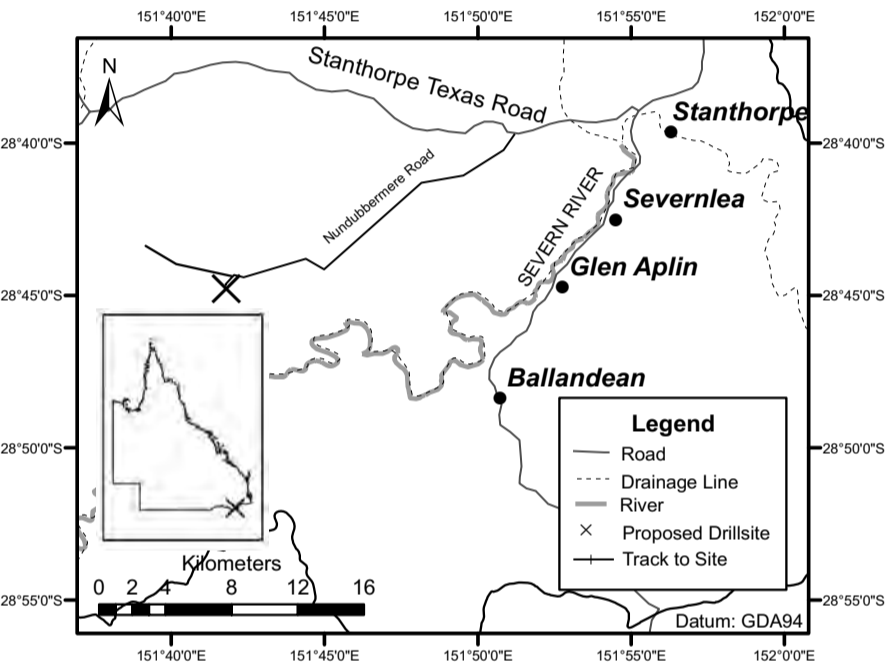 151°40'0"E 151°45'0"E 151°50'0"E 151°55'0"E 152°0'0"E
N
Stanthorpe Texas Road
Stanthorpe
28°40'0"S 28°40'0"S
Nundubbermere Road
SEVERN RIVER
Severnlea
Glen Aplin
28°45'0"S 28°45'0"S
Ballandean
28°50'0"S 28°50'0"S
Legend
Road
Drainage Line
River
Proposed Drillsite
Track to Site
Kilometers
0 2 4 8 12 16
28°55'0"S 28°55'0"S
Datum: GDA94
151°40'0"E 151°45'0"E 151°50'0"E 151°55'0"E 152°0'0"E